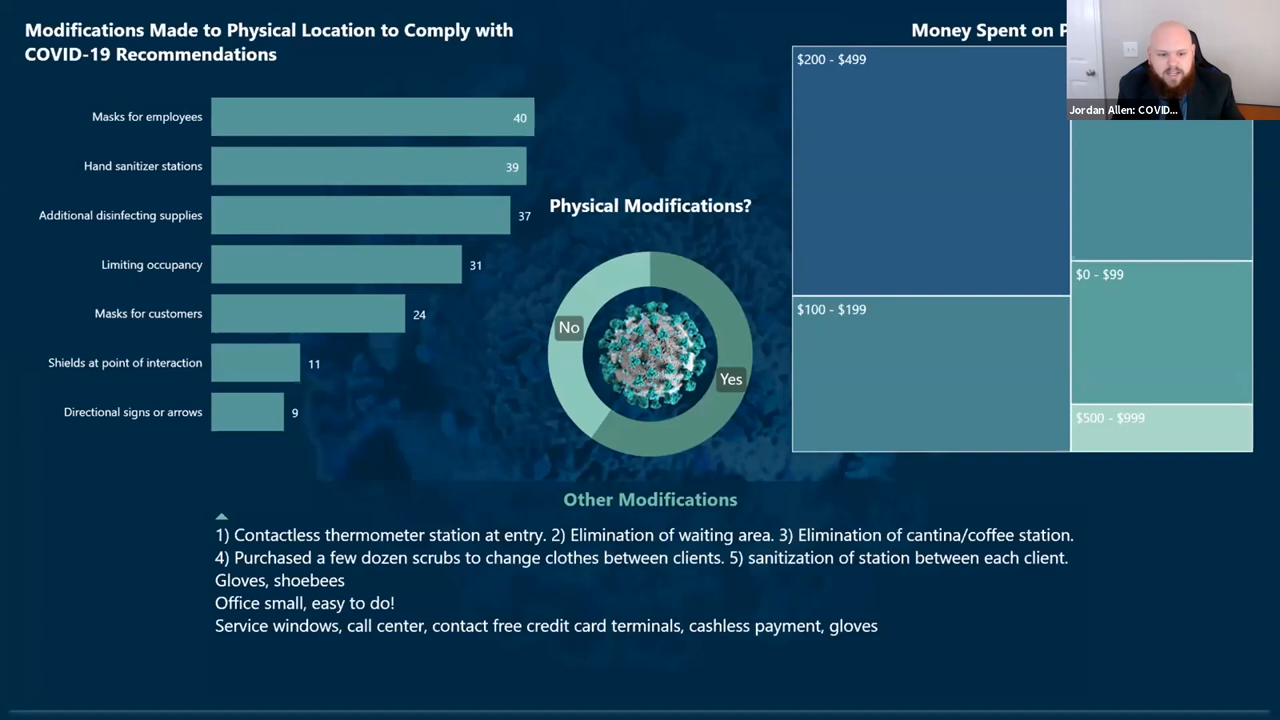 Modifications Made to Physical Location to Comply with
COVID-19 Recommendations
Masks for employees
40
Hand sanitizer stations
39
Additional disinfecting supplies
37
Limiting occupancy
31
Masks for customers
24
Shields at point of interaction
11
Directional signs or arrows
9
Physical Modifications?
No
Yes
Money Spent on
$200 - $499
$100 - $199
$0 - $99
$500 - $999
Jordan Allen: COVID...
Other Modifications
1) Contactless thermometer station at entry. 2) Elimination of waiting area. 3) Elimination of cantina/coffee station.
4) Purchased a few dozen scrubs to change clothes between clients. 5) sanitization of station between each client.
Gloves, shoebees
Office small, easy to do!
Service windows, call center, contact free credit card terminals, cashless payment, gloves